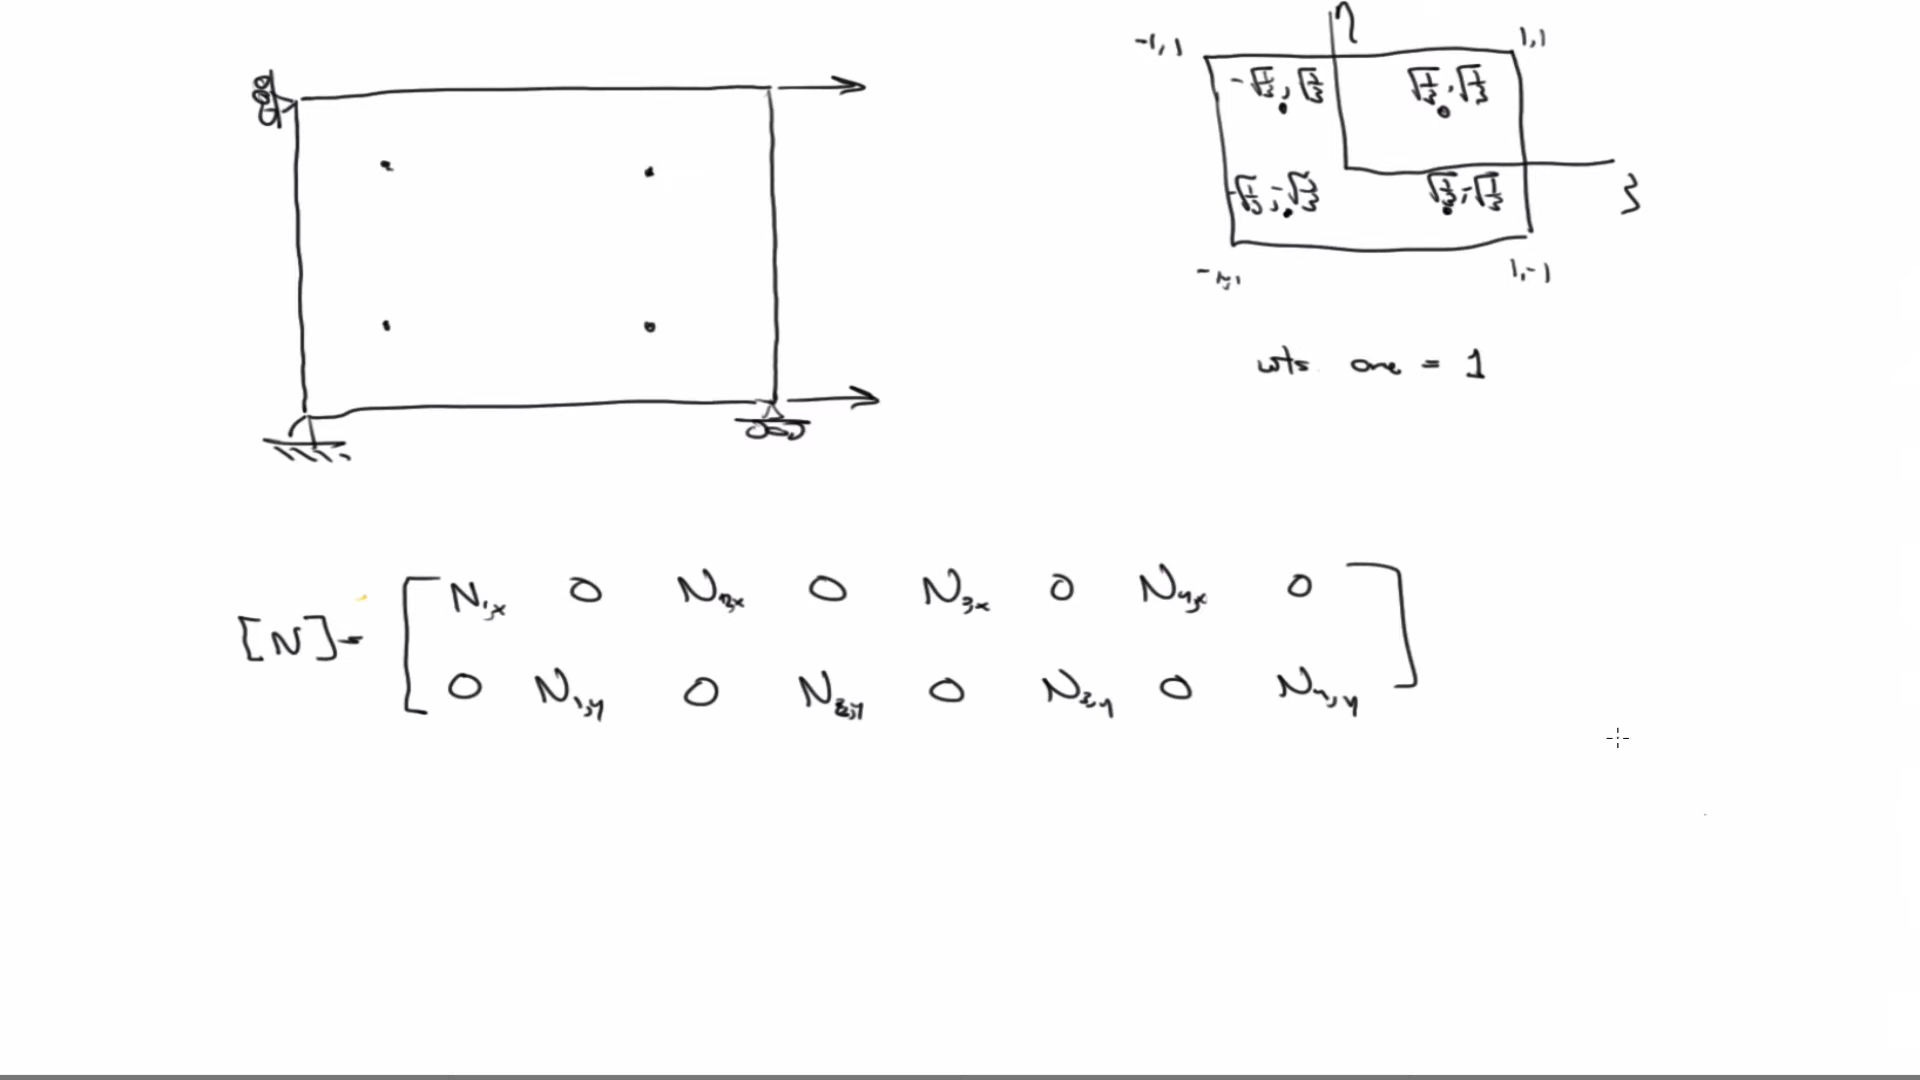 η
-1, 1
1, 1
-√1/3, √1/3
√1/3, √1/3
-√1/3, -√1/3
√1/3, -√1/3
ξ
1, -1
wts one = 1
[N] = [ N1,x 0 N2,x 0 N3,x 0 N4,x 0
0 N1,y 0 N2,y 0 N3,y 0 N4,y ]